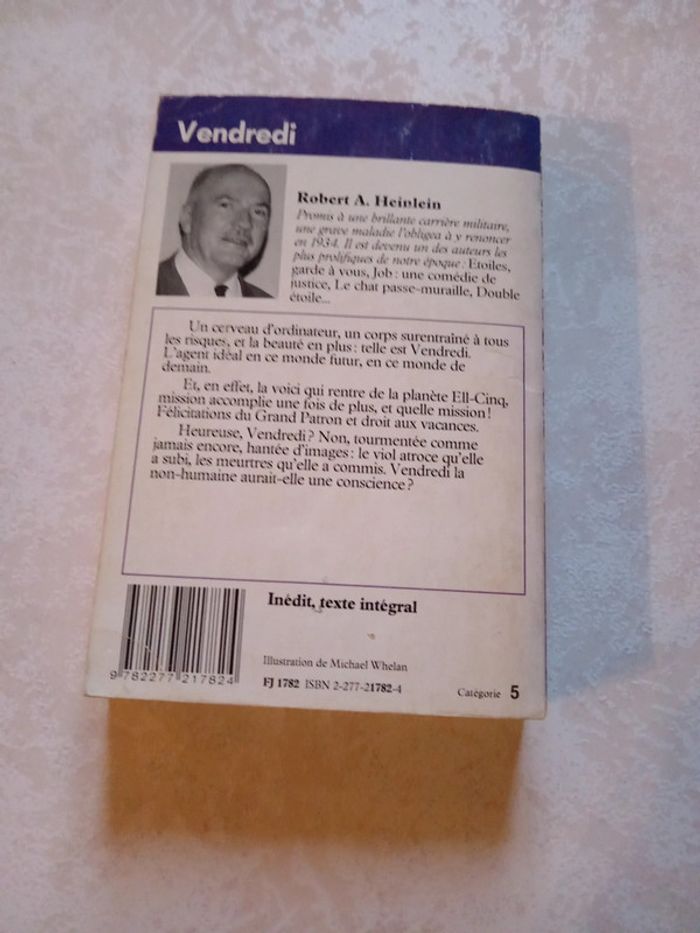 Vendredi
Robert A. Heinlein
Promis à une brillante carrière militaire,
une grave maladie l'obligea à y renoncer
en 1934. Il est devenu un des auteurs les
plus prolifiques de notre époque : Etoiles,
garde à vous, Job : une comédie de
justice, Le chat passe-muraille, Double
étoile...
Un cerveau d'ordinateur, un corps surentraîné à tous
les risques, et la beauté en plus : telle est Vendredi.
L'agent idéal en ce monde futur, en ce monde de
demain.
Et, en effet, la voici qui rentre de la planète Ell-Cinq,
mission accomplie une fois de plus, et quelle mission !
Félicitations du Grand Patron et droit aux vacances.
Heureuse, Vendredi ? Non, tourmentée comme
jamais encore, hantée d'images : le viol atroce qu'elle
a subi, les meurtres qu'elle a commis. Vendredi la
non-humaine aurait-elle une conscience ?
Inédit, texte intégral
Illustration de Michael Whelan
9 782277 217824
FJ 1782 ISBN 2-277-21782-4
Catégorie 5